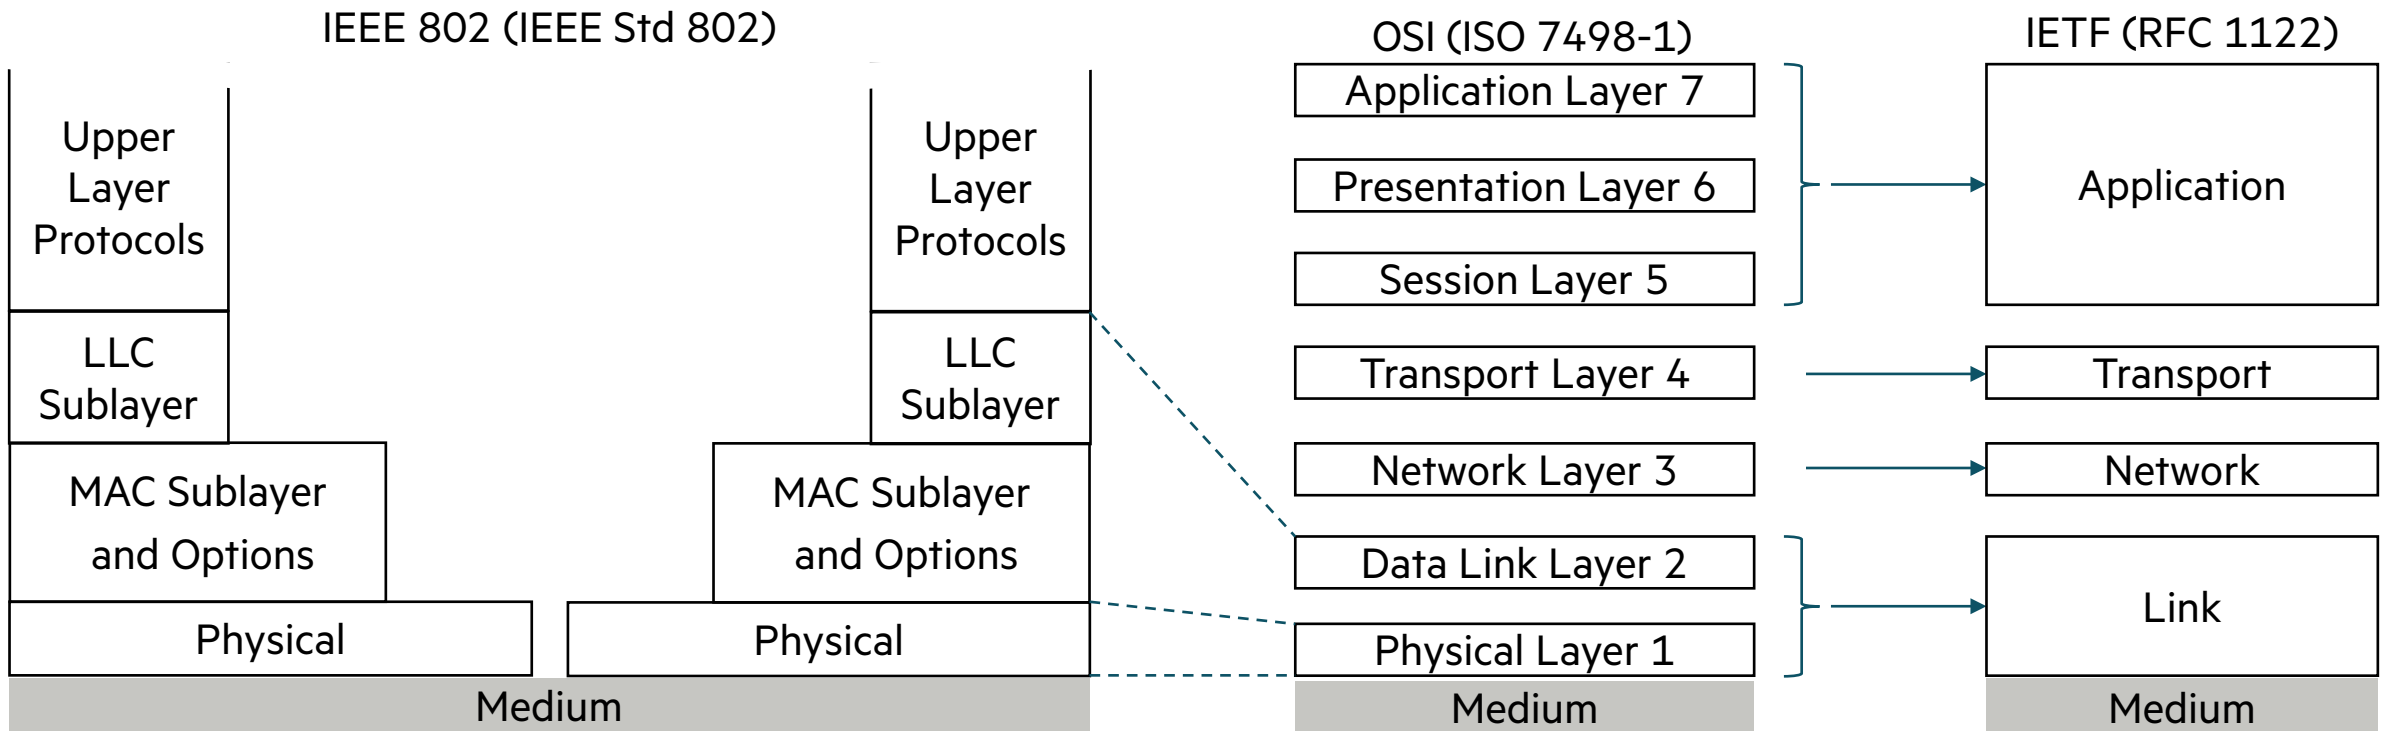 IEEE 802 (IEEE Std 802)
Upper
Layer
Protocols
LLC
Sublayer
MAC Sublayer
and Options
Physical
Upper
Layer
Protocols
LLC
Sublayer
MAC Sublayer
and Options
Physical
Medium
OSI (ISO 7498-1)
Application Layer 7
Presentation Layer 6
Session Layer 5
Transport Layer 4
Network Layer 3
Data Link Layer 2
Physical Layer 1
Medium
IETF (RFC 1122)
Application
Transport
Network
Link
Medium